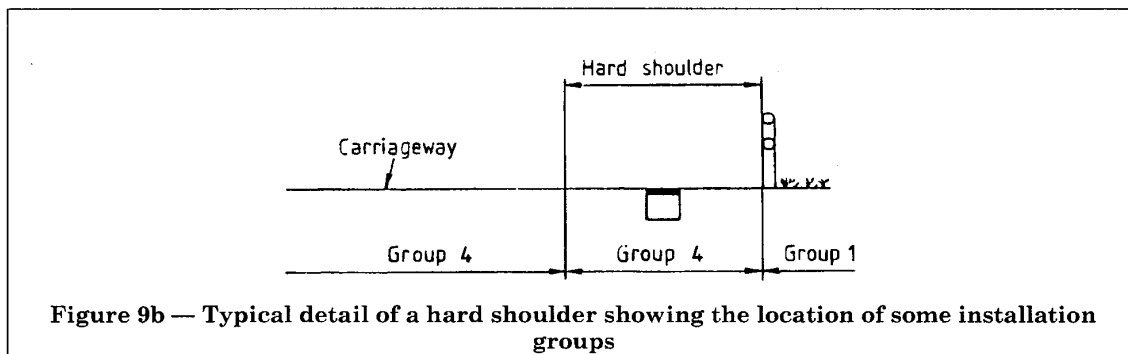 Hard shoulder
Carriageway
Group 4
Group 4
Group 1
Figure 9b — Typical detail of a hard shoulder showing the location of some installation
groups